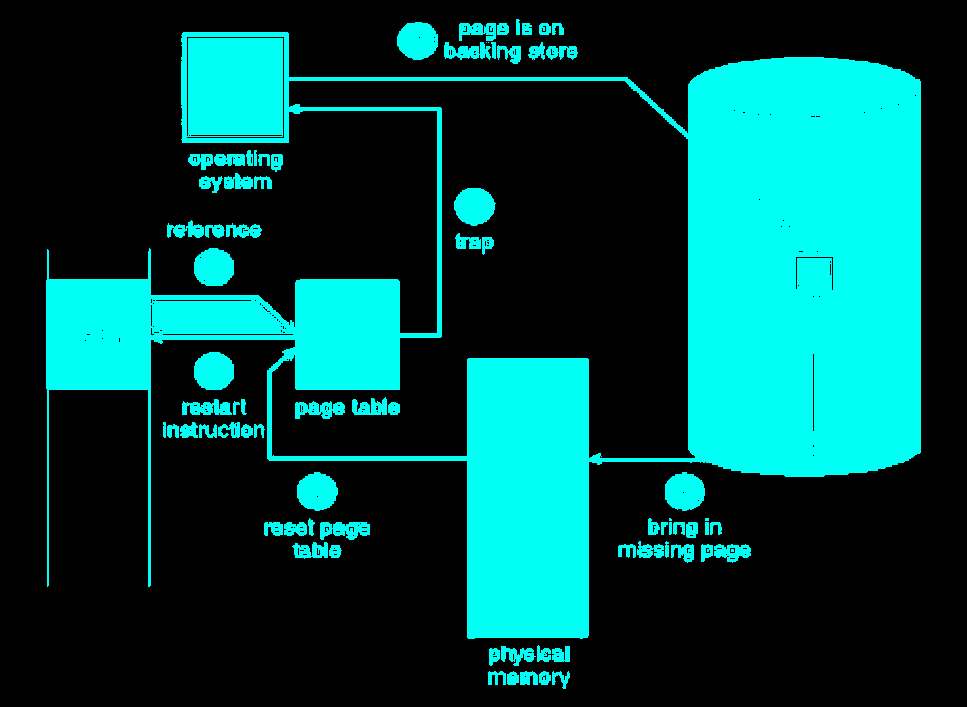 page is on
backing store
operating
system
reference
trap
restart
instruction
page table
reset page
table
bring in
missing page
physical
memory